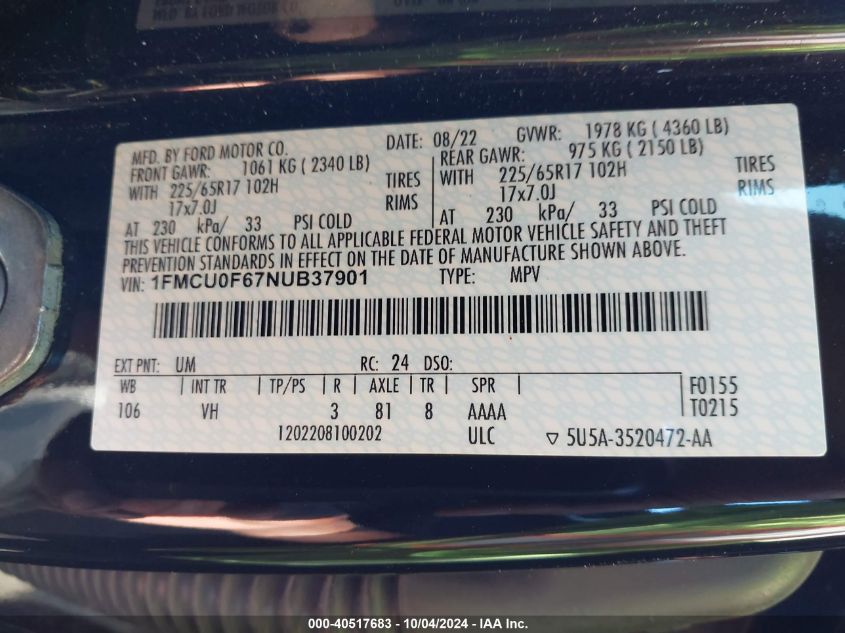 MFD. BY FORD MOTOR CO.
DATE: 08/22 GVWR: 1978 KG ( 4360 LB)
FRONT GAWR: 1061 KG ( 2340 LB)
REAR GAWR: 975 KG ( 2150 LB)
WITH 225/65R17 102H TIRES
WITH 225/65R17 102H TIRES
17x7.0J RIMS
17x7.0J RIMS
AT 230 kPa/ 33 PSI COLD
AT 230 kPa/ 33 PSI COLD
THIS VEHICLE CONFORMS TO ALL APPLICABLE FEDERAL MOTOR VEHICLE SAFETY AND THEFT
PREVENTION STANDARDS IN EFFECT ON THE DATE OF MANUFACTURE SHOWN ABOVE.
VIN: 1FMCU0F67NUB37901 TYPE: MPV
EXT PNT: UM RC: 24 DSO:
WB | INT TR | TP/PS | R | AXLE | TR | SPR | F0155
106 VH 3 81 8 AAAA T0215
1202208100202 ULC ▽ 5U5A-3520472-AA
000-40517683 - 10/04/2024 - IAA Inc.